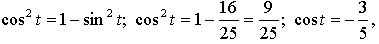 cos² t = 1 − sin² t; cos² t = 1 − 16/25 = 9/25; cos t = − 3/5,